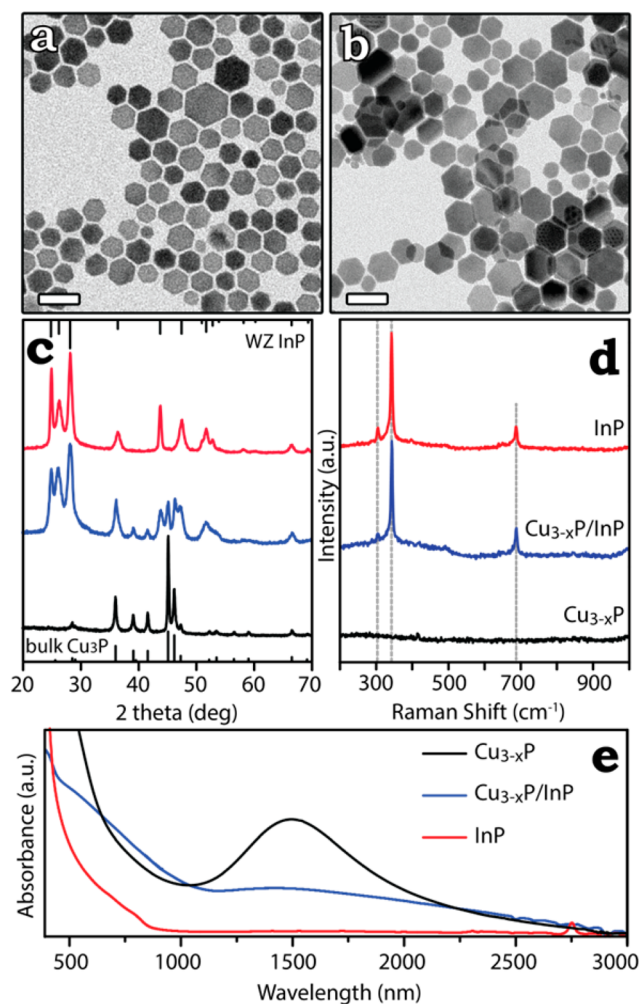 a
b
c
WZ InP
bulk Cu₃P
20 30 40 50 60 70
2 theta (deg)
d
InP
Cu₃₋ₓP/InP
Cu₃₋ₓP
Intensity (a.u.)
300 500 700 900
Raman Shift (cm⁻¹)
e
Cu₃₋ₓP
Cu₃₋ₓP/InP
InP
Absorbance (a.u.)
500 1000 1500 2000 2500 3000
Wavelength (nm)